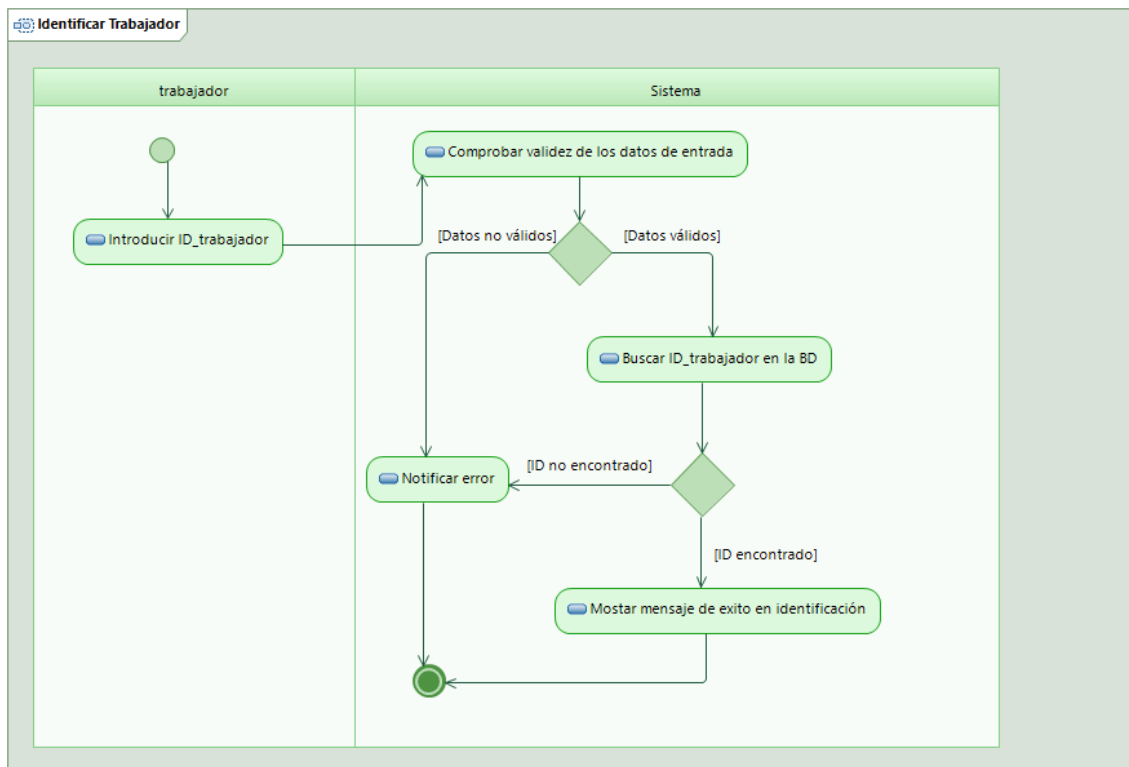 Identificar Trabajador
trabajador
Sistema
Comprobar validez de los datos de entrada
Introducir ID_trabajador
[Datos no válidos]
[Datos válidos]
Buscar ID_trabajador en la BD
[ID no encontrado]
Notificar error
[ID encontrado]
Mostar mensaje de exito en identificación